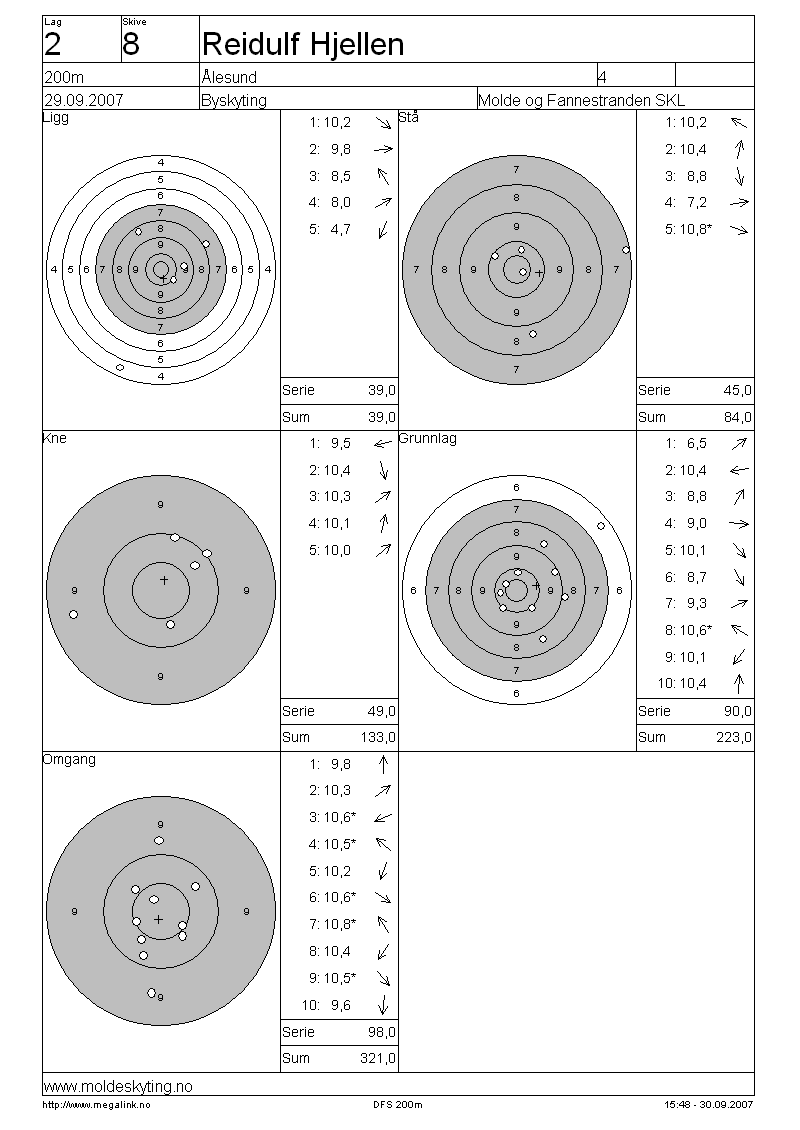 Lag Skive
2 8 Reidulf Hjellen
200m Ålesund 4
29.09.2007 Byskyting Molde og Fannestranden SKL
Ligg
4
5
6
7
8
9
4 5 6 7 8 9 9 8 7 6 5 4
9
8
7
6
5
4
1: 10,2
2: 9,8
3: 8,5
4: 8,0
5: 4,7
Serie 39,0
Sum 39,0
Stå
7
8
9
7 8 9 9 8 7
9
8
7
1: 10,2
2: 10,4
3: 8,8
4: 7,2
5: 10,8*
Serie 45,0
Sum 84,0
Kne
9
9 9
9
1: 9,5
2: 10,4
3: 10,3
4: 10,1
5: 10,0
Serie 49,0
Sum 133,0
Grunnlag
6
7
8
9
6 7 8 9 9 8 7 6
9
8
7
6
1: 6,5
2: 10,4
3: 8,8
4: 9,0
5: 10,1
6: 8,7
7: 9,3
8: 10,6*
9: 10,1
10: 10,4
Serie 90,0
Sum 223,0
Omgang
9
9 9
9
1: 9,8
2: 10,3
3: 10,6*
4: 10,5*
5: 10,2
6: 10,6*
7: 10,8*
8: 10,4
9: 10,5*
10: 9,6
Serie 98,0
Sum 321,0
www.moldeskyting.no
http://www.megalink.no DFS 200m 15:48 - 30.09.2007